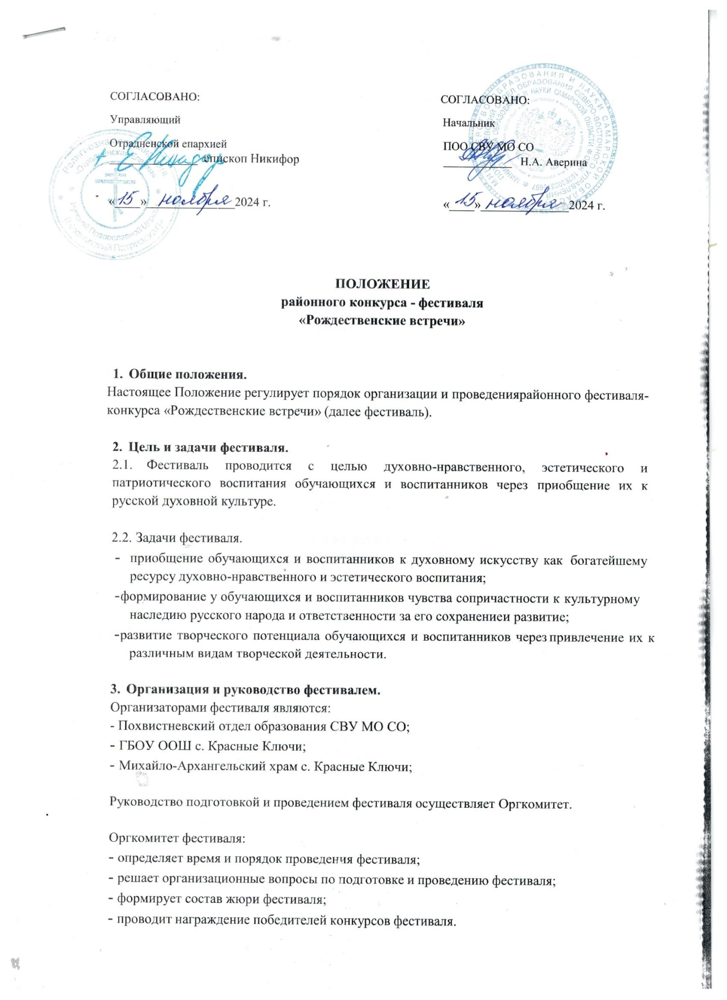 СОГЛАСОВАНО:
Управляющий
Отрадненской епархией
епископ Никифор
«15» ноября 2024 г.
СОГЛАСОВАНО:
Начальник
ПОО СВУ МО СО
Н.А. Аверина
«15» ноября 2024 г.
ПОЛОЖЕНИЕ
районного конкурса - фестиваля
«Рождественские встречи»
1. Общие положения.
Настоящее Положение регулирует порядок организации и проведениярайонного фестиваля-
конкурса «Рождественские встречи» (далее фестиваль).
2. Цель и задачи фестиваля.
2.1. Фестиваль проводится с целью духовно-нравственного, эстетического и
патриотического воспитания обучающихся и воспитанников через приобщение их к
русской духовной культуре.
2.2. Задачи фестиваля.
- приобщение обучающихся и воспитанников к духовному искусству как богатейшему
ресурсу духовно-нравственного и эстетического воспитания;
-формирование у обучающихся и воспитанников чувства сопричастности к культурному
наследию русского народа и ответственности за его сохранениеи развитие;
-развитие творческого потенциала обучающихся и воспитанников через привлечение их к
различным видам творческой деятельности.
3. Организация и руководство фестивалем.
Организаторами фестиваля являются:
- Похвистневский отдел образования СВУ МО СО;
- ГБОУ ООШ с. Красные Ключи;
- Михайло-Архангельский храм с. Красные Ключи;
Руководство подготовкой и проведением фестиваля осуществляет Оргкомитет.
Оргкомитет фестиваля:
- определяет время и порядок проведения фестиваля;
- решает организационные вопросы по подготовке и проведению фестиваля;
- формирует состав жюри фестиваля;
- проводит награждение победителей конкурсов фестиваля.